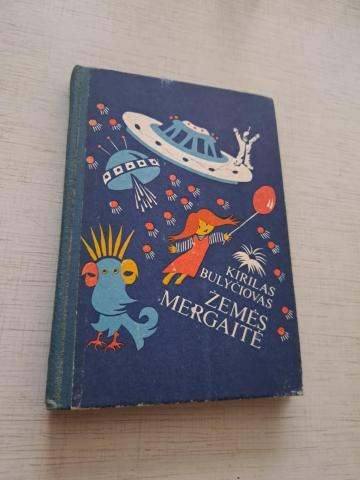 KIRILAS
BULYČIOVAS
ŽEMĖS
MERGAITĖ